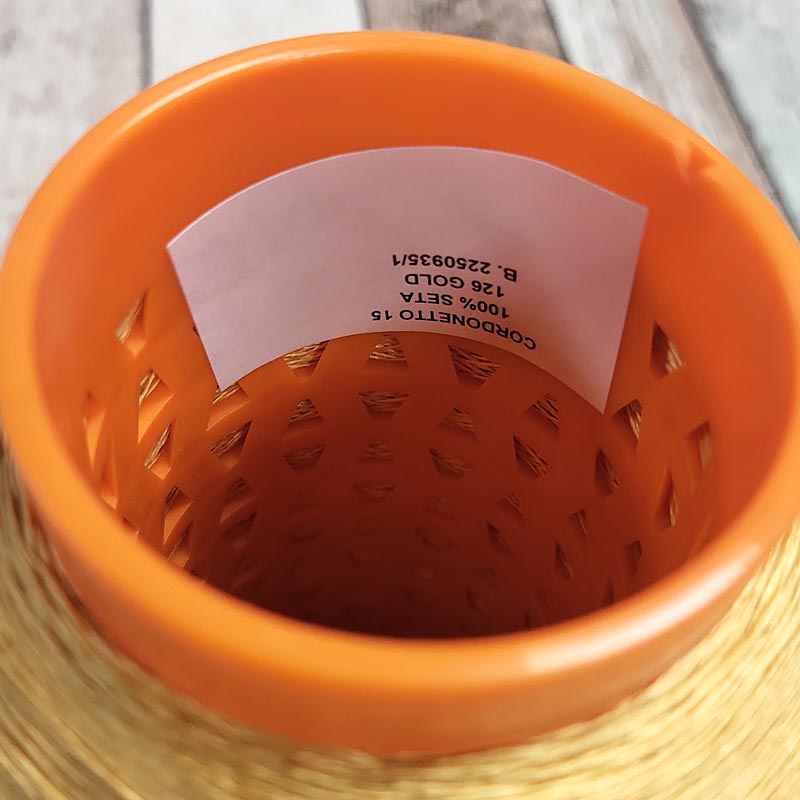 CORDONETTO 15
100% SETA
126 GOLD
B. 2250935/1